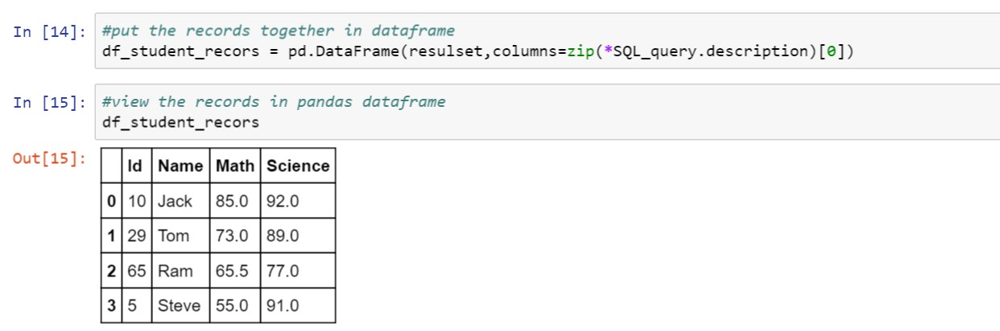 In [14]: #put the records together in dataframe
df_student_recors = pd.DataFrame(resulset,columns=zip(*SQL_query.description)[0])
In [15]: #view the records in pandas dataframe
df_student_recors
Out[15]:
Id Name Math Science
0 10 Jack 85.0 92.0
1 29 Tom 73.0 89.0
2 65 Ram 65.5 77.0
3 5 Steve 55.0 91.0